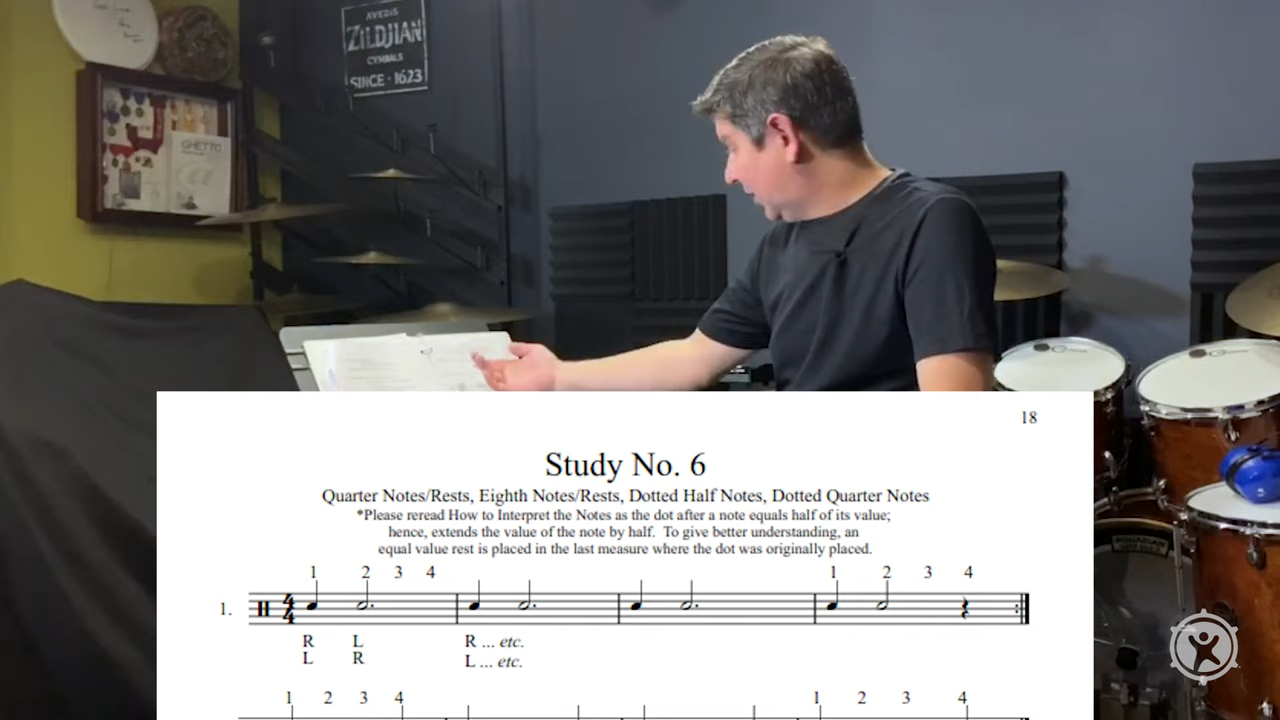 AVEDIS
ZILDJIAN
CYMBALS
SINCE · 1623
GHETTO
18
Study No. 6
Quarter Notes/Rests, Eighth Notes/Rests, Dotted Half Notes, Dotted Quarter Notes
*Please reread How to Interpret the Notes as the dot after a note equals half of its value;
hence, extends the value of the note by half. To give better understanding, an
equal value rest is placed in the last measure where the dot was originally placed.
1 2 3 4 1 2 3 4
1. 4/4
R L R ... etc.
L R L ... etc.
1 2 3 4 1 2 3 4
AQUARIAN